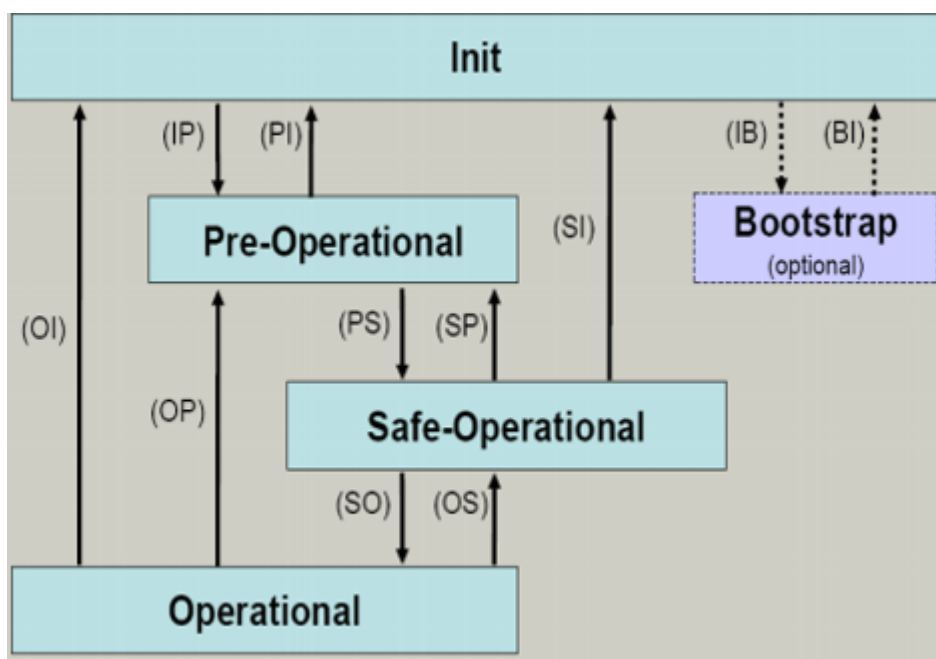 Init
(IP)
(PI)
(IB)
(BI)
Pre-Operational
(SI)
Bootstrap
(optional)
(OI)
(PS)
(SP)
(OP)
Safe-Operational
(SO)
(OS)
Operational